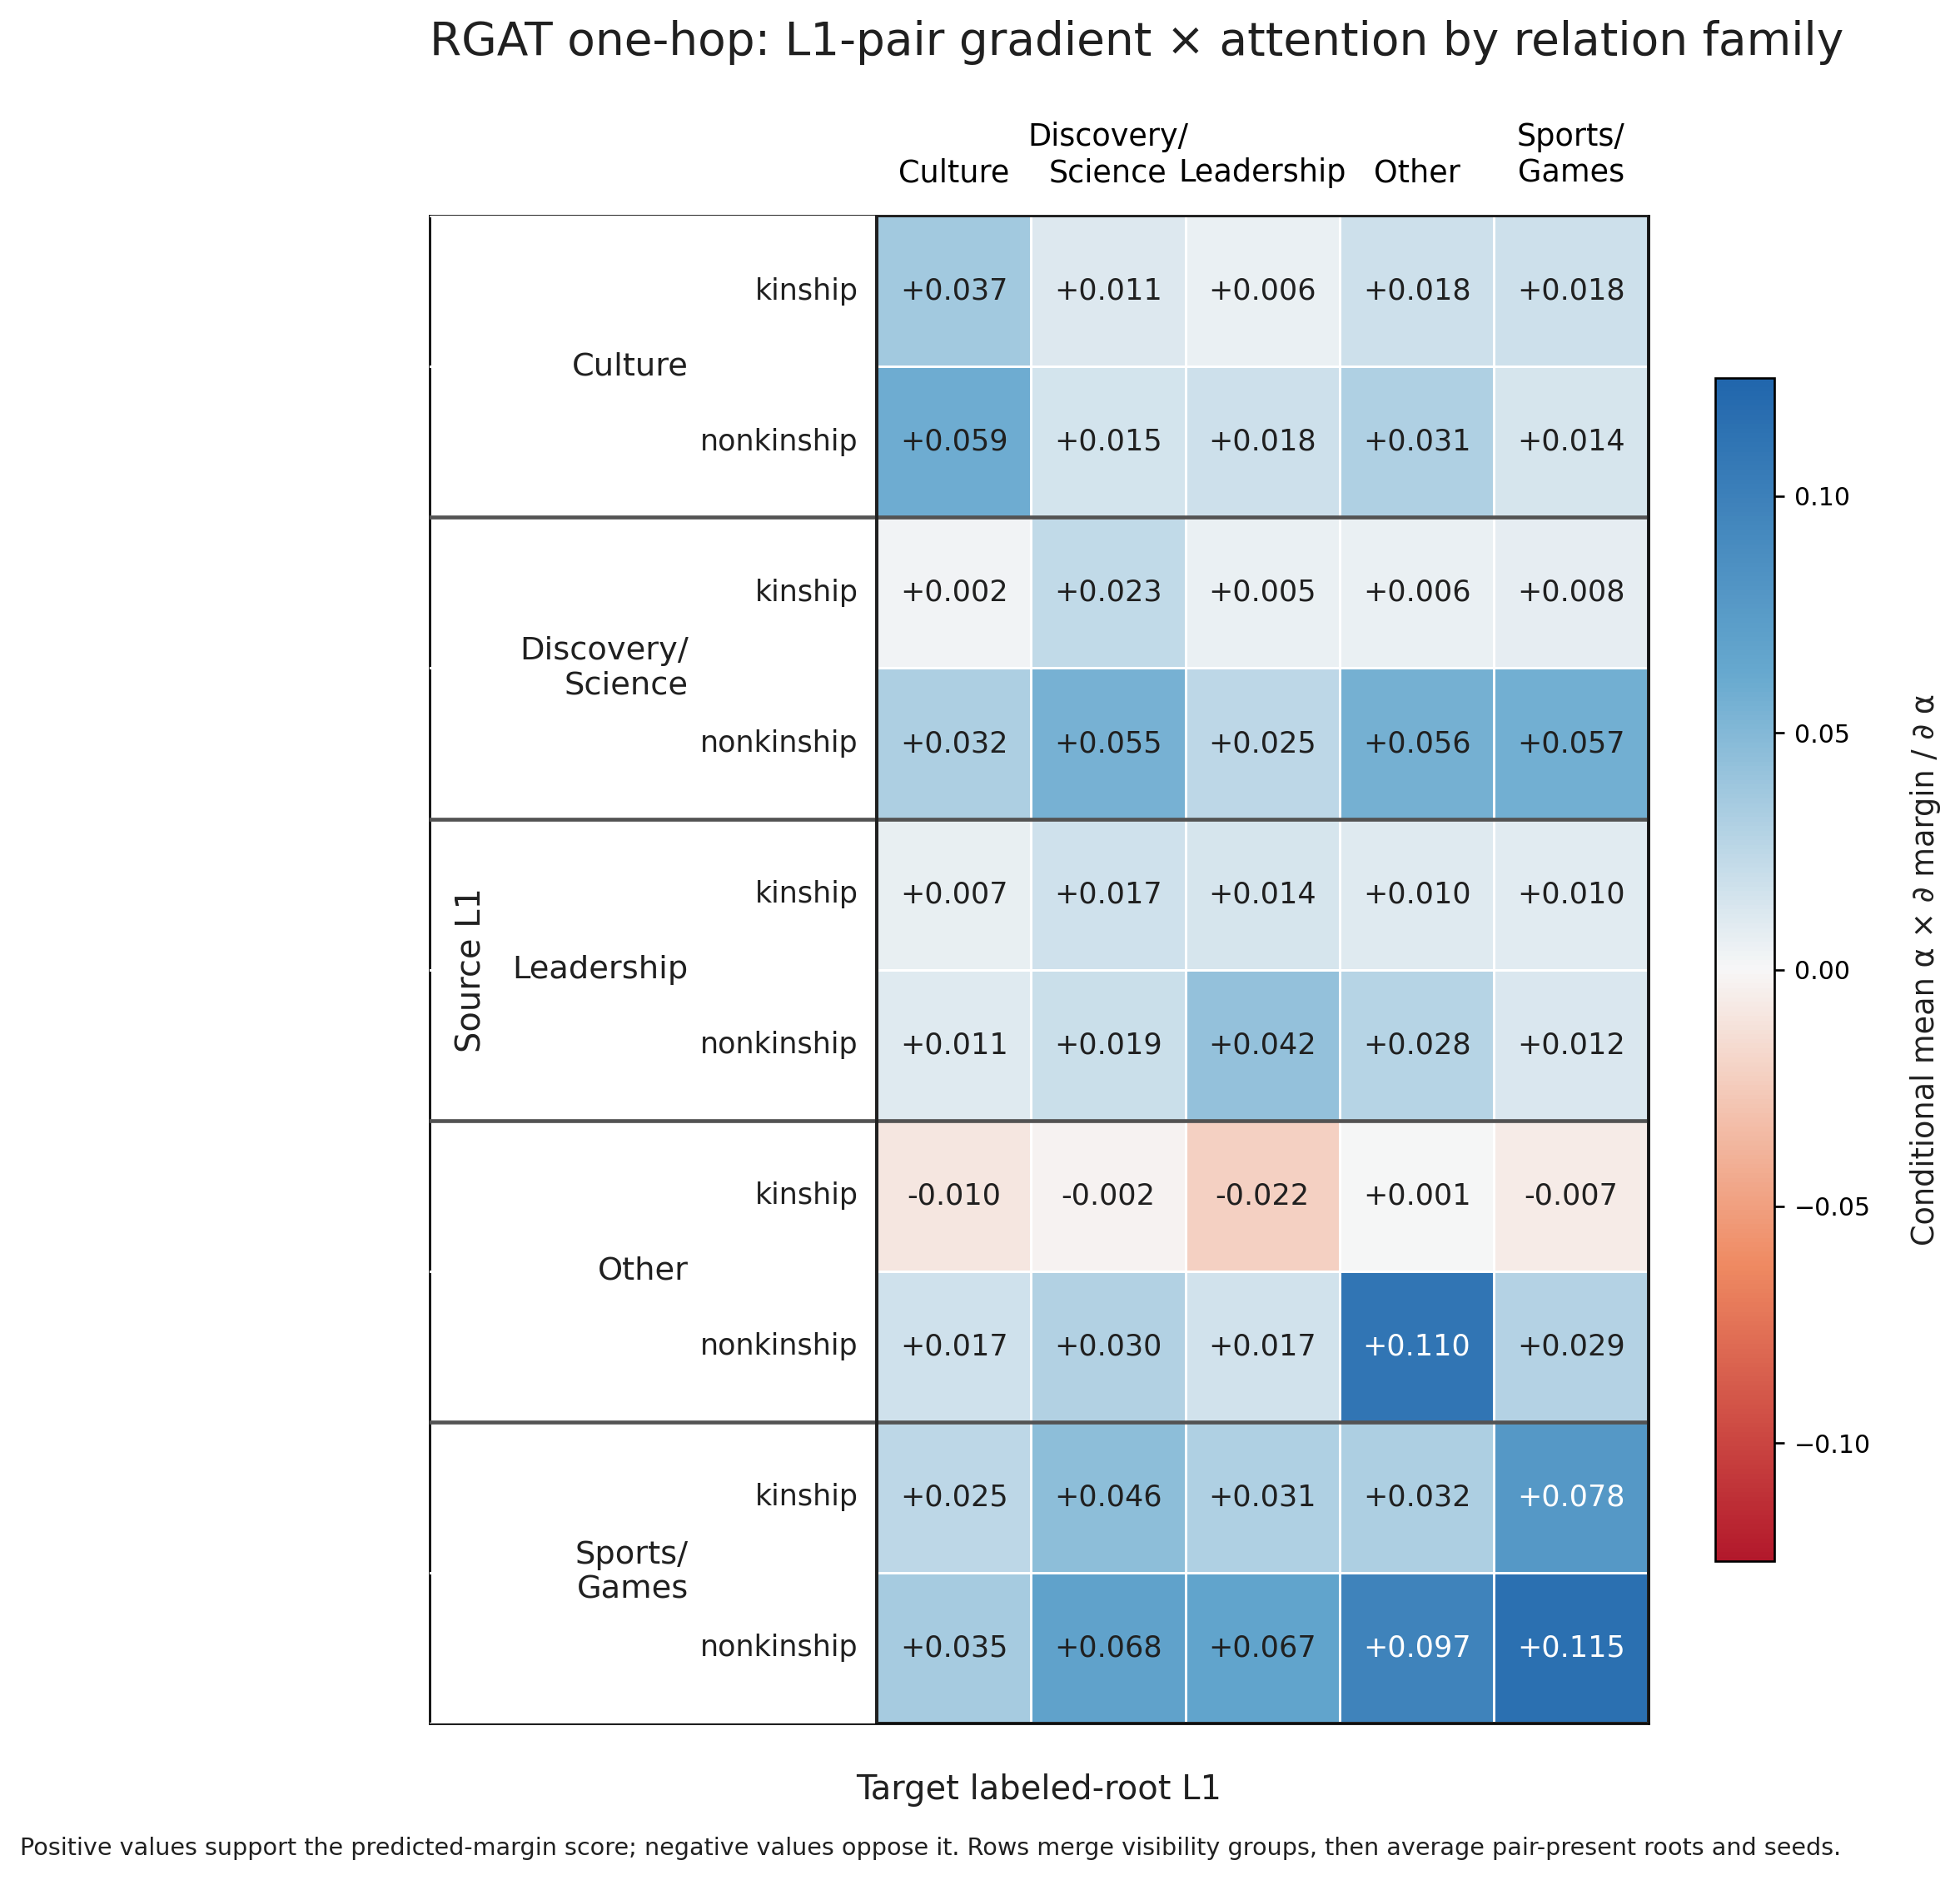 RGAT one-hop: L1-pair gradient × attention by relation family
Culture
Discovery/
Science
Leadership
Other
Sports/
Games
Source L1
Culture
kinship
+0.037 +0.011 +0.006 +0.018 +0.018
nonkinship
+0.059 +0.015 +0.018 +0.031 +0.014
Discovery/
Science
kinship
+0.002 +0.023 +0.005 +0.006 +0.008
nonkinship
+0.032 +0.055 +0.025 +0.056 +0.057
Leadership
kinship
+0.007 +0.017 +0.014 +0.010 +0.010
nonkinship
+0.011 +0.019 +0.042 +0.028 +0.012
Other
kinship
-0.010 -0.002 -0.022 +0.001 -0.007
nonkinship
+0.017 +0.030 +0.017 +0.110 +0.029
Sports/
Games
kinship
+0.025 +0.046 +0.031 +0.032 +0.078
nonkinship
+0.035 +0.068 +0.067 +0.097 +0.115
0.10
0.05
0.00
−0.05
−0.10
Conditional mean α × ∂ margin / ∂ α
Target labeled-root L1
Positive values support the predicted-margin score; negative values oppose it. Rows merge visibility groups, then average pair-present roots and seeds.